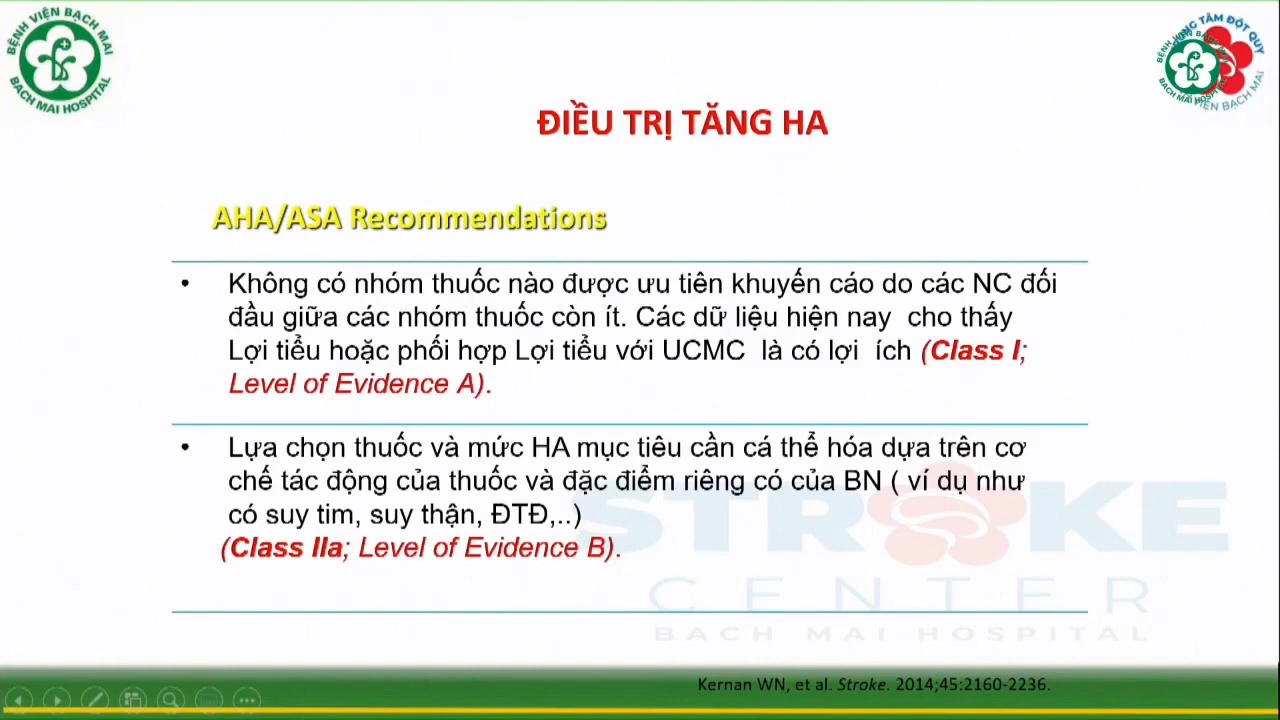 BỆNH VIỆN BẠCH MAI
BACH MAI HOSPITAL
ĐIỀU TRỊ TĂNG HA
AHA/ASA Recommendations
• Không có nhóm thuốc nào được ưu tiên khuyến cáo do các NC đối
đầu giữa các nhóm thuốc còn ít. Các dữ liệu hiện nay cho thấy
Lợi tiểu hoặc phối hợp Lợi tiểu với UCMC là có lợi ích (Class I;
Level of Evidence A).
• Lựa chọn thuốc và mức HA mục tiêu cần cá thể hóa dựa trên cơ
chế tác động của thuốc và đặc điểm riêng có của BN ( ví dụ như
có suy tim, suy thận, ĐTĐ,..)
(Class IIa; Level of Evidence B).
STROKE
CENTER
BACH MAI HOSPITAL
Kernan WN, et al. Stroke. 2014;45:2160-2236.